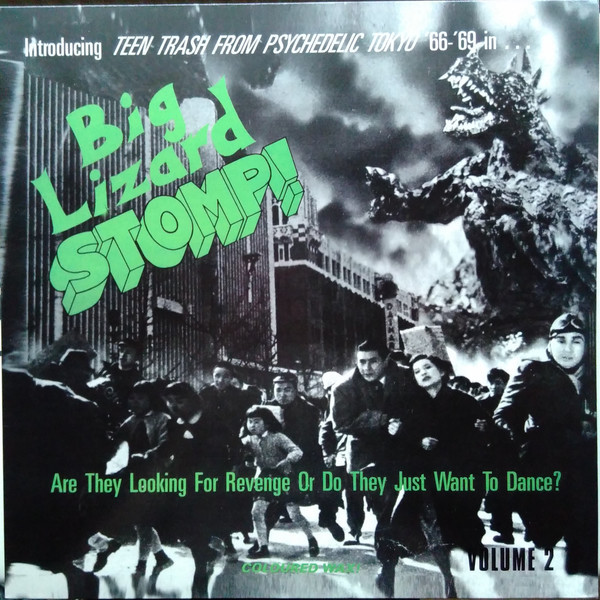 Introducing TEEN TRASH FROM PSYCHEDELIC TOKYO '66-'69 in ...
Big
Lizard
STOMP!
Are They Looking For Revenge Or Do They Just Want To Dance?
VOLUME 2
COLOURED WAX!